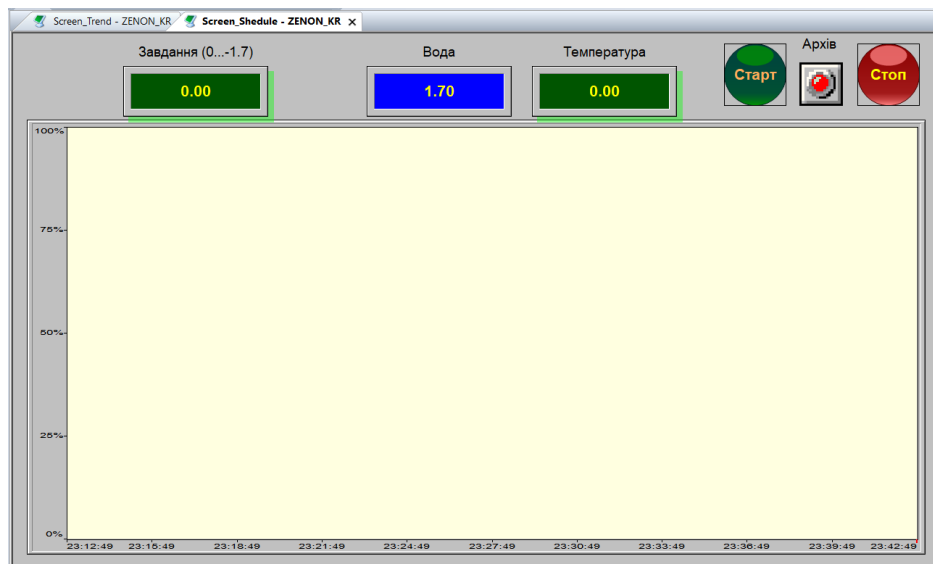 Screen_Trend - ZENON_KR
Screen_Shedule - ZENON_KR x
Завдання (0...-1.7)
Вода
Температура
Архів
0.00
1.70
0.00
Старт
Стоп
100%
75%
50%
25%
0%
23:12:49 23:15:49 23:18:49 23:21:49 23:24:49 23:27:49 23:30:49 23:33:49 23:36:49 23:39:49 23:42:49